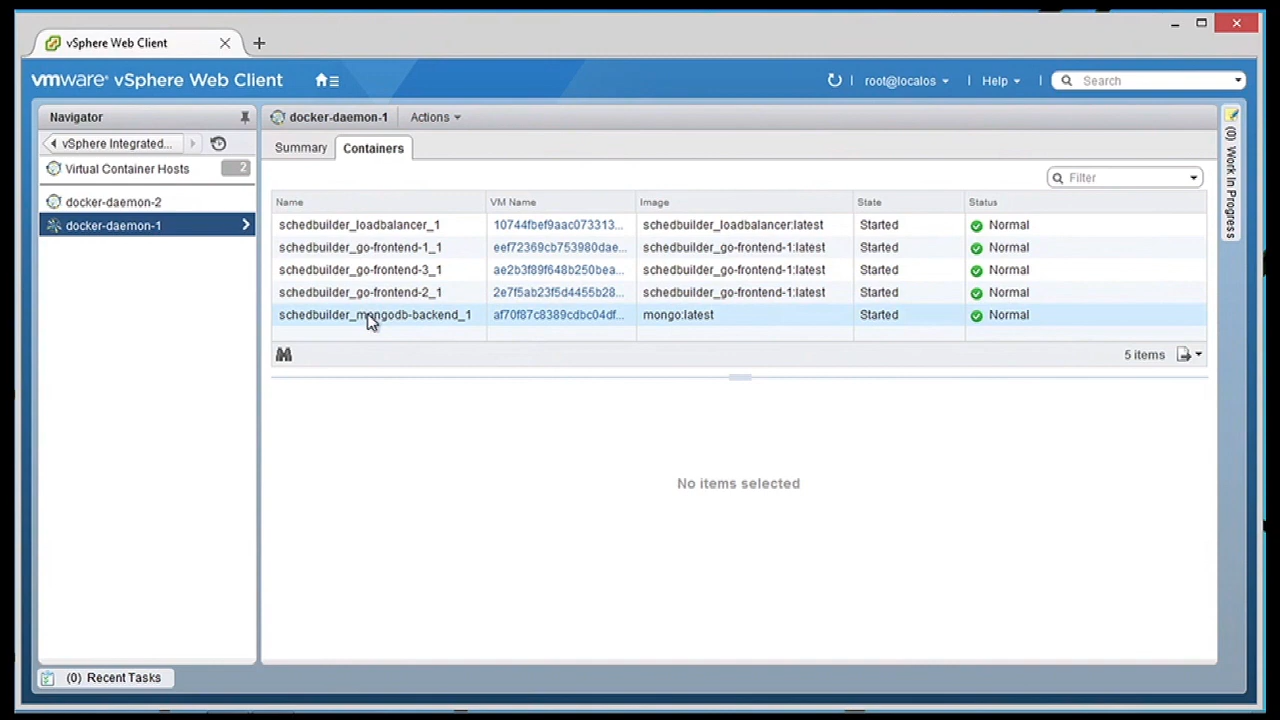 vSphere Web Client
vmware® vSphere Web Client
root@localos
Help
Search
Navigator
vSphere Integrated...
Virtual Container Hosts
2
docker-daemon-2
docker-daemon-1
docker-daemon-1
Actions
Summary
Containers
Filter
Name VM Name Image State Status
schedbuilder_loadbalancer_1 10744fbef9aac073313... schedbuilder_loadbalancer:latest Started Normal
schedbuilder_go-frontend-1_1 eef72369cb753980dae... schedbuilder_go-frontend-1:latest Started Normal
schedbuilder_go-frontend-3_1 ae2b3f89f648b250bea... schedbuilder_go-frontend-1:latest Started Normal
schedbuilder_go-frontend-2_1 2e7f5ab23f5d4455b28... schedbuilder_go-frontend-1:latest Started Normal
schedbuilder_mongodb-backend_1 af70f87c8389cdbc04df... mongo:latest Started Normal
5 items
No items selected
(0) Work In Progress
(0) Recent Tasks